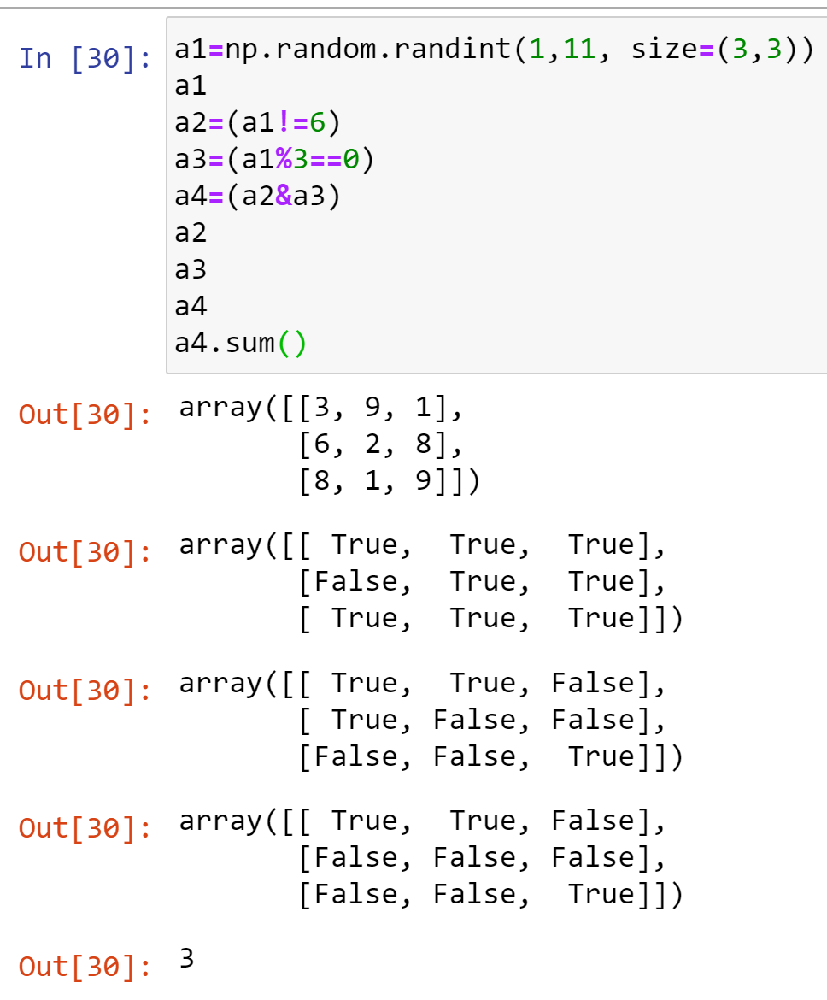 In [30]: a1=np.random.randint(1,11, size=(3,3))
a1
a2=(a1!=6)
a3=(a1%3==0)
a4=(a2&a3)
a2
a3
a4
a4.sum()
Out[30]: array([[3, 9, 1],
       [6, 2, 8],
       [8, 1, 9]])
Out[30]: array([[ True,  True,  True],
       [False,  True,  True],
       [ True,  True,  True]])
Out[30]: array([[ True,  True, False],
       [ True, False, False],
       [False, False,  True]])
Out[30]: array([[ True,  True, False],
       [False, False, False],
       [False, False,  True]])
Out[30]: 3